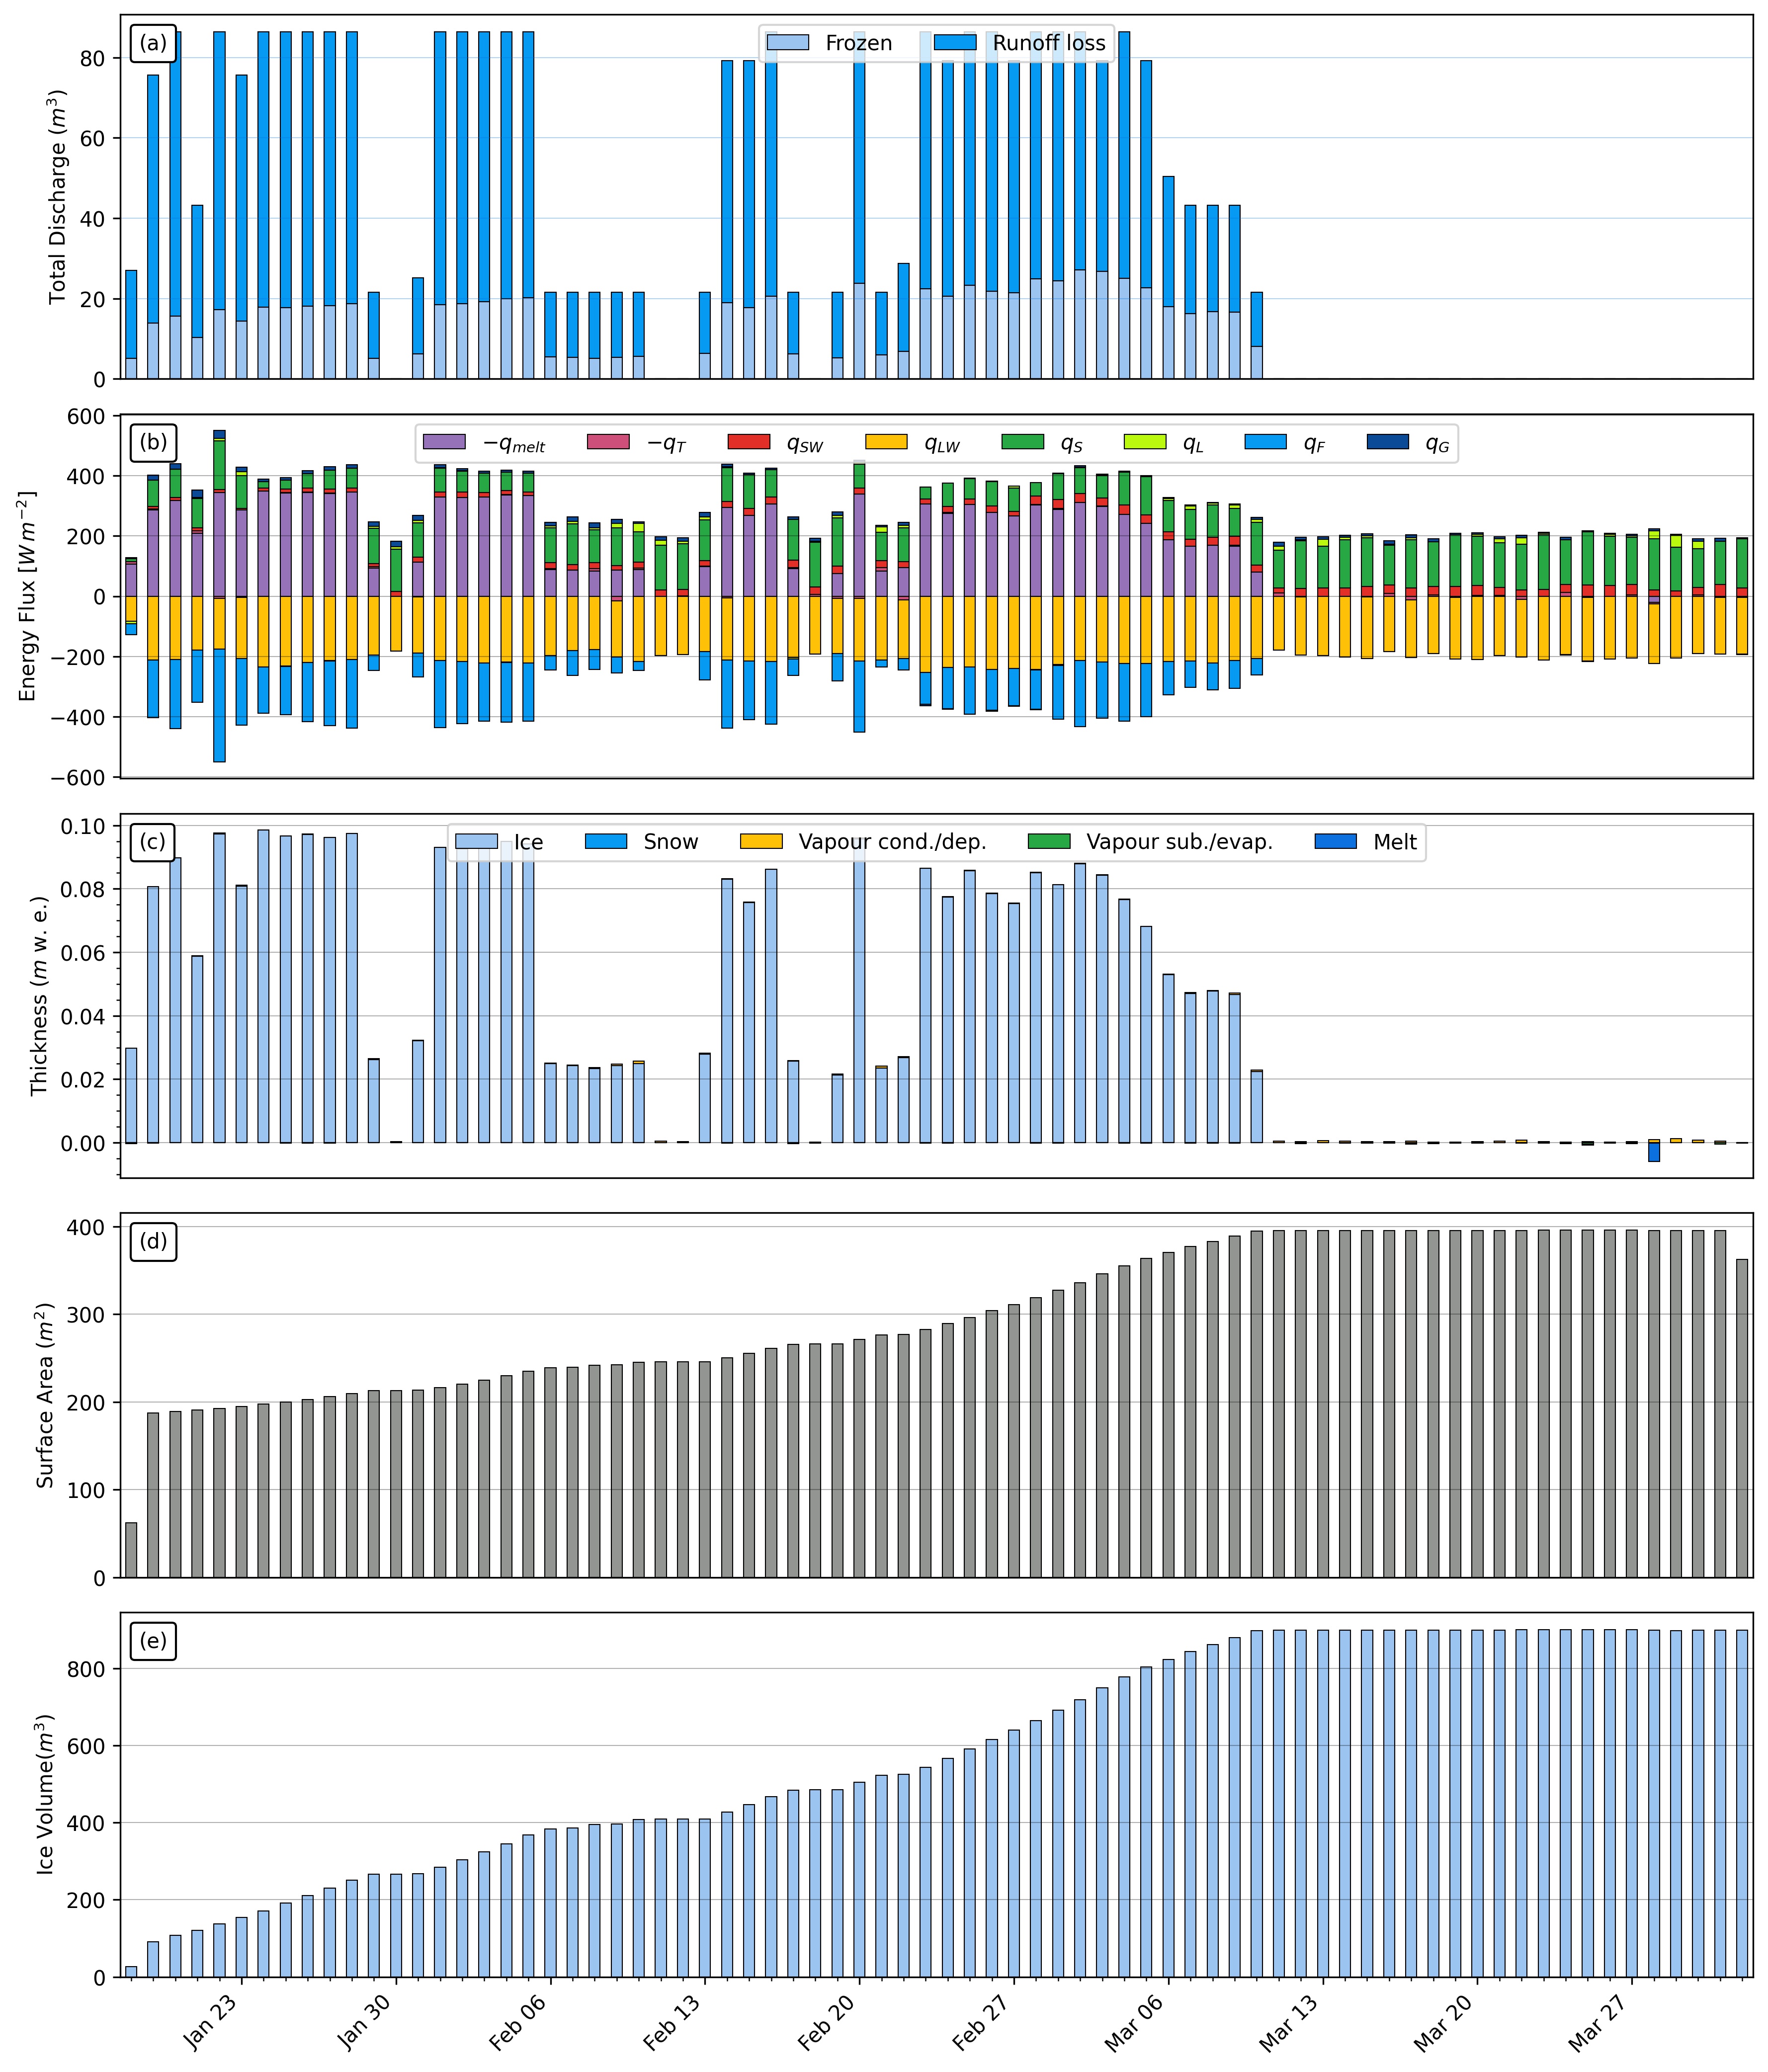 (a)
Frozen Runoff loss
Total Discharge (m³)
80
60
40
20
0
(b)
−q_melt −q_T q_SW q_LW q_S q_L q_F q_G
Energy Flux [W m⁻²]
600
400
200
0
−200
−400
−600
(c)
Ice Snow Vapour cond./dep. Vapour sub./evap. Melt
Thickness (m w. e.)
0.10
0.08
0.06
0.04
0.02
0.00
(d)
Surface Area (m²)
400
300
200
100
0
(e)
Ice Volume(m³)
800
600
400
200
0
Jan 23 Jan 30 Feb 06 Feb 13 Feb 20 Feb 27 Mar 06 Mar 13 Mar 20 Mar 27